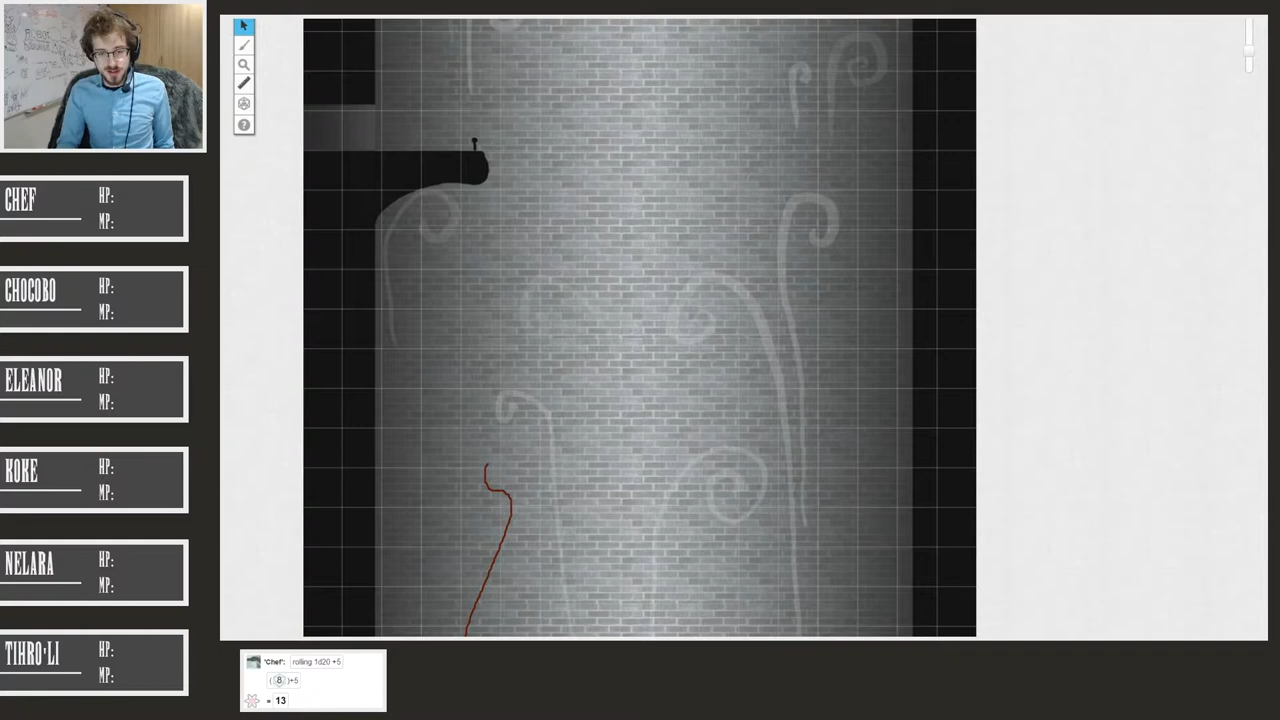 CHEF
HP:
MP:
CHOCOBO
HP:
MP:
ELEANOR
HP:
MP:
KOKE
HP:
MP:
NELARA
HP:
MP:
TIHRO'LI
HP:
MP:
"Chef": rolling 1d20 +5
(8)+5
= 13